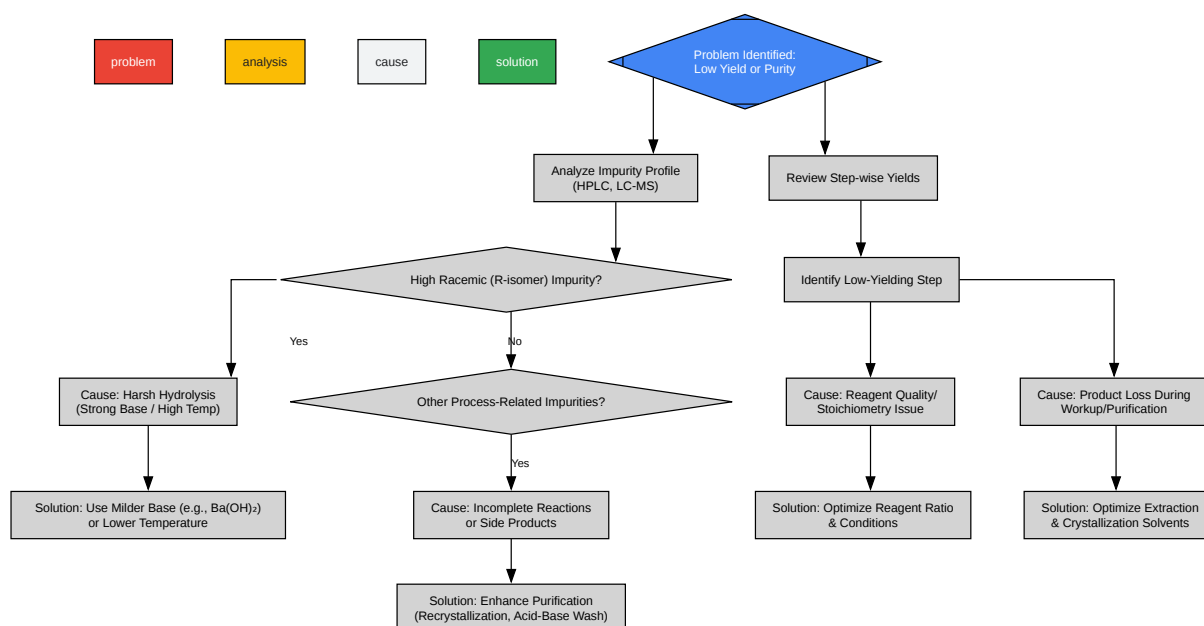 problem
analysis
cause
solution
Problem Identified:
Low Yield or Purity
Analyze Impurity Profile
(HPLC, LC-MS)
Review Step-wise Yields
High Racemic (R-isomer) Impurity?
Identify Low-Yielding Step
Yes
No
Cause: Harsh Hydrolysis
(Strong Base / High Temp)
Other Process-Related Impurities?
Cause: Reagent Quality/
Stoichiometry Issue
Cause: Product Loss During
Workup/Purification
Yes
Solution: Use Milder Base (e.g., Ba(OH)₂)
or Lower Temperature
Cause: Incomplete Reactions
or Side Products
Solution: Optimize Reagent Ratio
& Conditions
Solution: Optimize Extraction
& Crystallization Solvents
Solution: Enhance Purification
(Recrystallization, Acid-Base Wash)